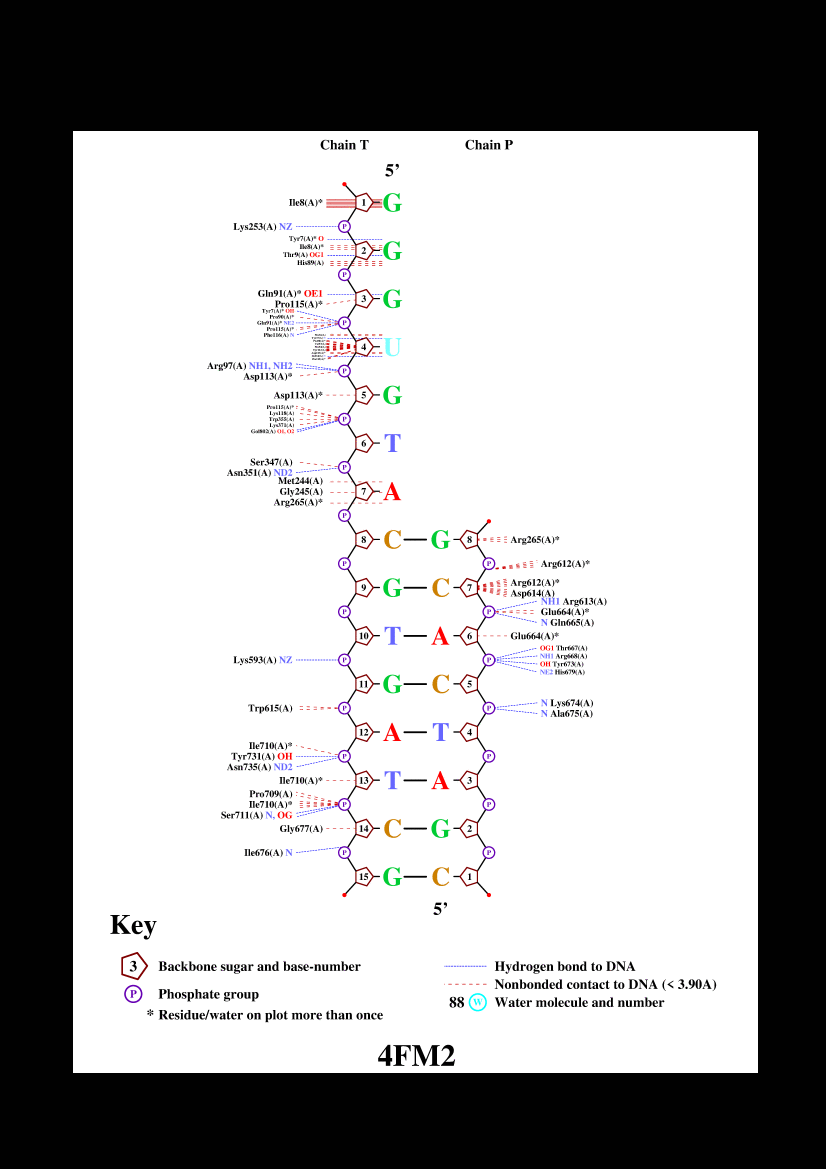 Chain T Chain P
5’
Ile8(A)* 1 G
Lys253(A) NZ P
Tyr7(A)* O
Ile8(A)* 2 G
Thr9(A) OG1
His89(A)
P
Gln91(A)* OE1
Pro115(A)* 3 G
Tyr7(A)* OH
Pro90(A)*
Gln91(A)* NE2 P
Pro115(A)*
Phe116(A) N
4 U
Arg97(A) NH1, NH2 P
Asp113(A)*
Asp113(A)* 5 G
Pro115(A)*
Lys118(A)
Trp355(A) P
Lys371(A)
Gol802(A) O1, O2
6 T
Ser347(A) P
Asn351(A) ND2
Met244(A)
Gly245(A) 7 A
Arg265(A)*
P
8 C G 8 Arg265(A)*
P P Arg612(A)*
9 G C 7 Arg612(A)*
Asp614(A)
NH1 Arg613(A)
P P Glu664(A)*
N Gln665(A)
10 T A 6 Glu664(A)*
OG1 Thr667(A)
NH1 Arg668(A)
Lys593(A) NZ P P OH Tyr673(A)
NE2 His679(A)
11 G C 5
N Lys674(A)
Trp615(A) P P N Ala675(A)
12 A T 4
Ile710(A)*
Tyr731(A) OH P P
Asn735(A) ND2
Ile710(A)* 13 T A 3
Pro709(A)
Ile710(A)* P P
Ser711(A) N, OG
Gly677(A) 14 C G 2
Ile676(A) N P P
15 G C 1
5’
Key
3 Backbone sugar and base-number
P Phosphate group
* Residue/water on plot more than once
Hydrogen bond to DNA
Nonbonded contact to DNA (< 3.90A)
88 W Water molecule and number
4FM2